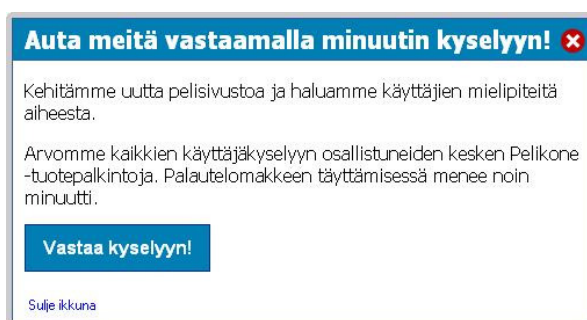 Auta meitä vastaamalla minuutin kyselyyn!
Kehitämme uutta pelisivustoa ja haluamme käyttäjien mielipiteitä
aiheesta.
Arvomme kaikkien käyttäjäkyselyyn osallistuneiden kesken Pelikone
-tuotepalkintoja. Palautelomakkeen täyttämisessä menee noin
minuutti.
Vastaa kyselyyn!
Sulje ikkuna